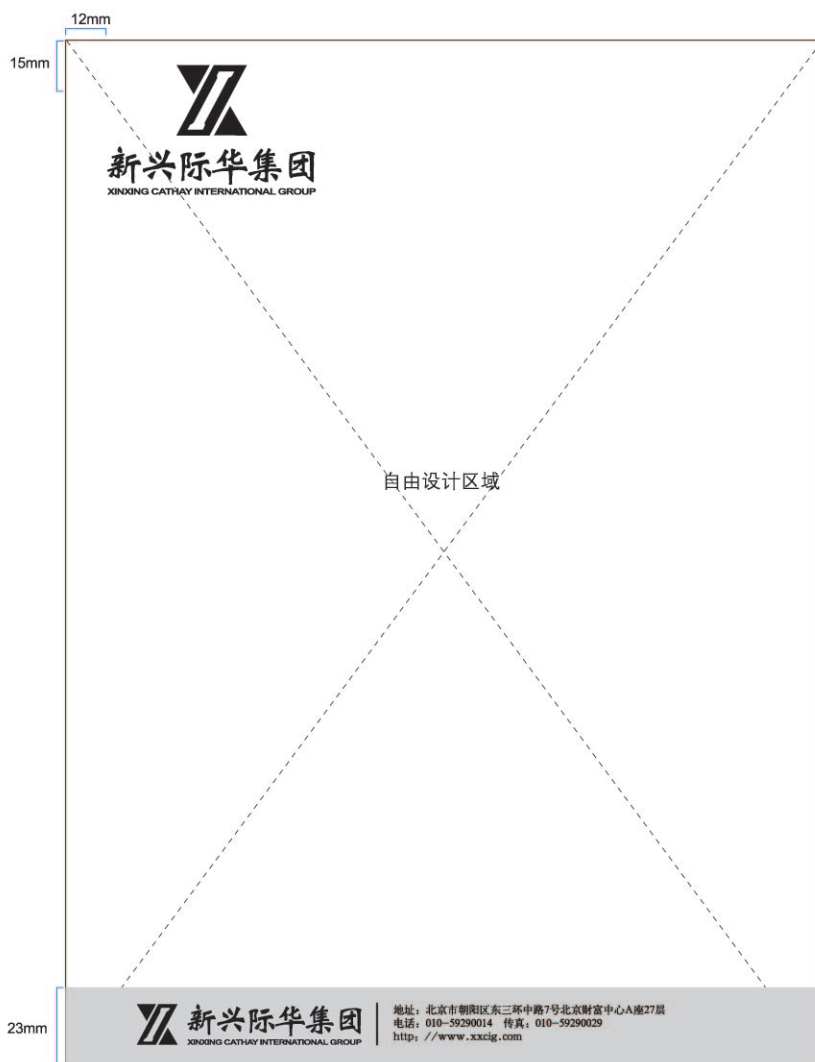 12mm
15mm
新兴际华集团
XINXING CATHAY INTERNATIONAL GROUP
自由设计区域
23mm
新兴际华集团
XINXING CATHAY INTERNATIONAL GROUP
地址：北京市朝阳区东三环中路7号北京财富中心A座27层
电话：010-59290014 传真：010-59290029
http：//www.xxcig.com